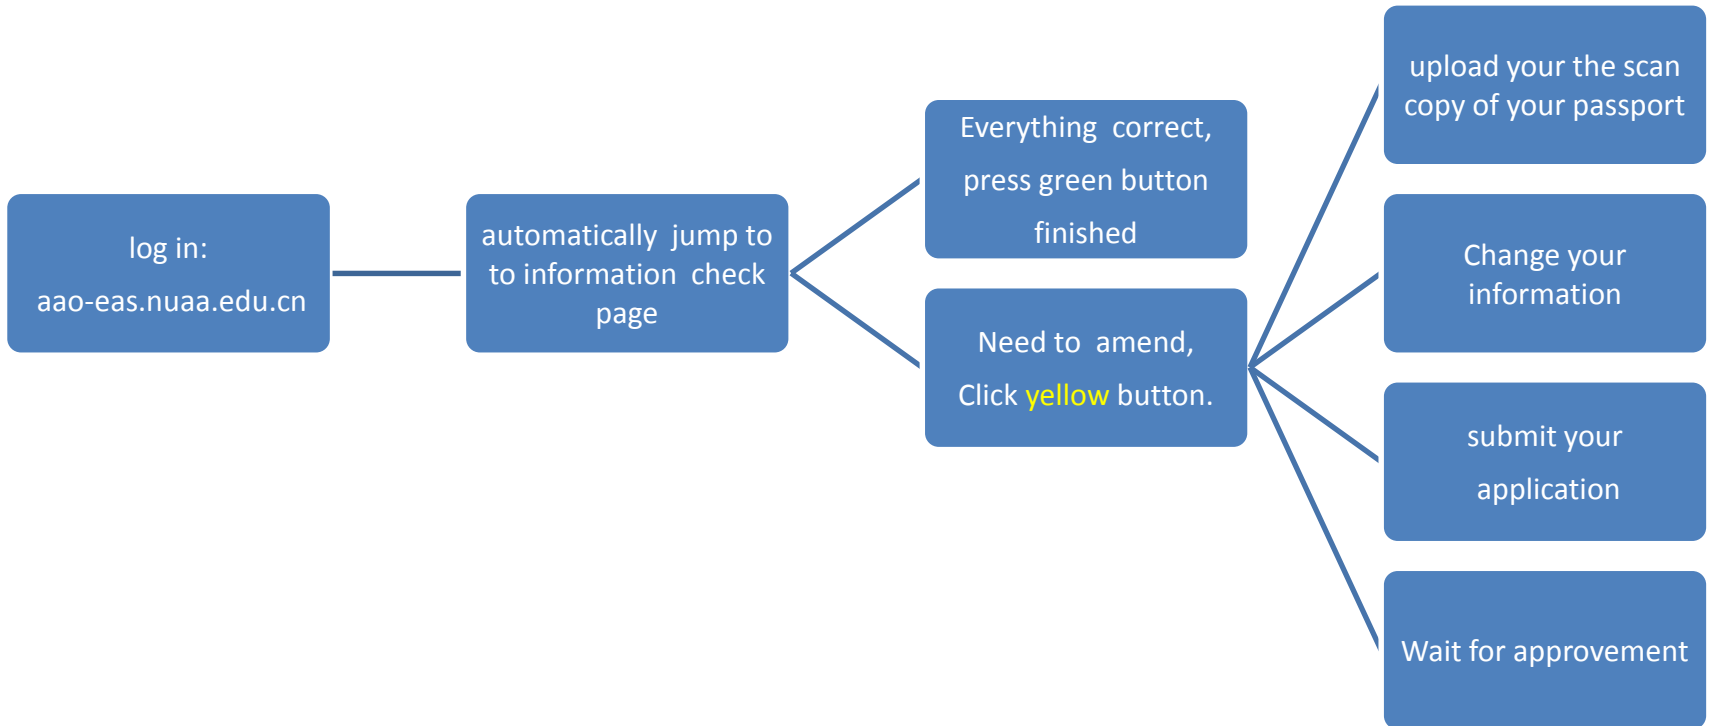 log in:
aao-eas.nuaa.edu.cn
automatically jump to
to information check
page
Everything correct,
press green button
finished
Need to amend,
Click yellow button.
upload your the scan
copy of your passport
Change your
information
submit your
application
Wait for approvement